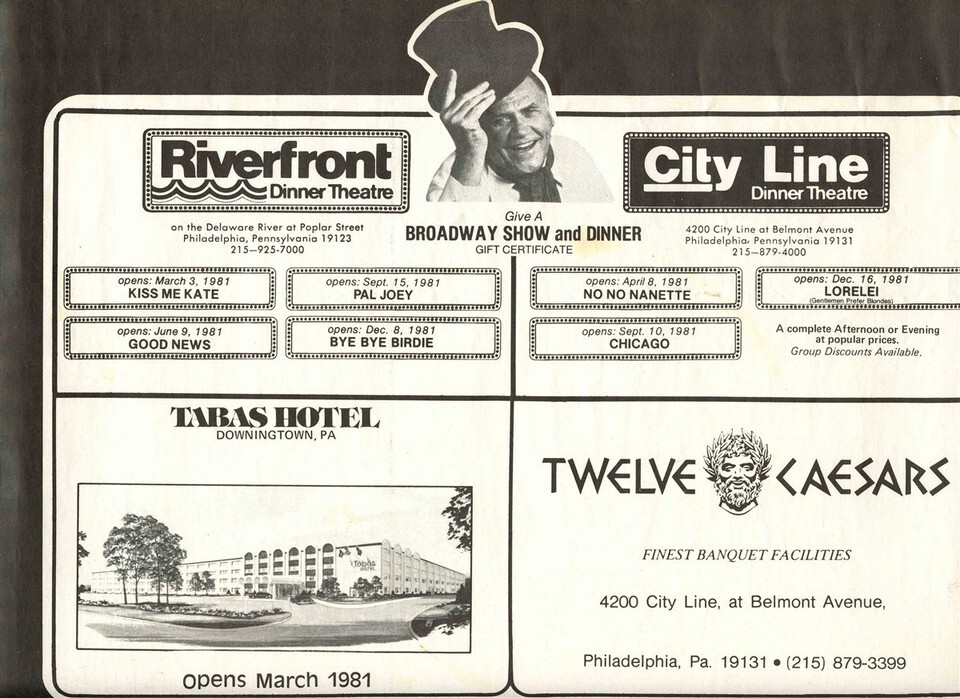 Riverfront
Dinner Theatre
on the Delaware River at Poplar Street
Philadelphia, Pennsylvania 19123
215—925-7000
Give A
BROADWAY SHOW and DINNER
GIFT CERTIFICATE
City Line
Dinner Theatre
4200 City Line at Belmont Avenue
Philadelphia, Pennsylvania 19131
215—879-4000
opens: March 3, 1981
KISS ME KATE
opens: Sept. 15, 1981
PAL JOEY
opens: June 9, 1981
GOOD NEWS
opens: Dec. 8, 1981
BYE BYE BIRDIE
opens: April 8, 1981
NO NO NANETTE
opens: Dec. 16, 1981
LORELEI
(Gentlemen Prefer Blondes)
opens: Sept. 10, 1981
CHICAGO
A complete Afternoon or Evening
at popular prices.
Group Discounts Available.
TABAS HOTEL
DOWNINGTOWN, PA
Tabas
HOTEL
opens March 1981
TWELVE CAESARS
FINEST BANQUET FACILITIES
4200 City Line, at Belmont Avenue,
Philadelphia, Pa. 19131 • (215) 879-3399